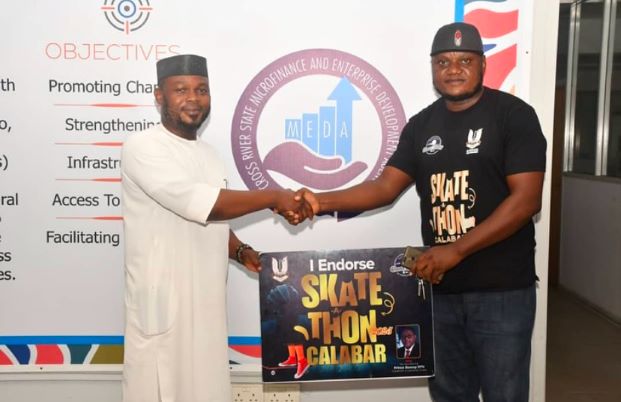 OBJECTIVES
Promoting Cha
Strengthenin
Infrastru
Access To
Facilitating
th
o,
s)
ral
o
e
ss
es.
CROSS RIVER STATE MICROFINANCE AND ENTERPRISE DEVELOPMENT
MEDA
SKATE
THON
CALABAR
I Endorse
SKATE
A
THON
CALABAR